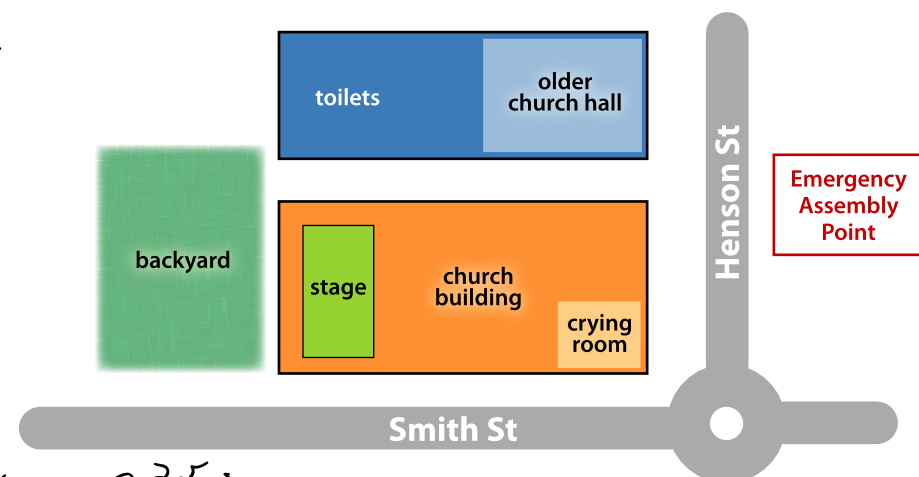 toilets
older
church hall
Henson St
Emergency
Assembly
Point
backyard
stage
church
building
crying
room
Smith St